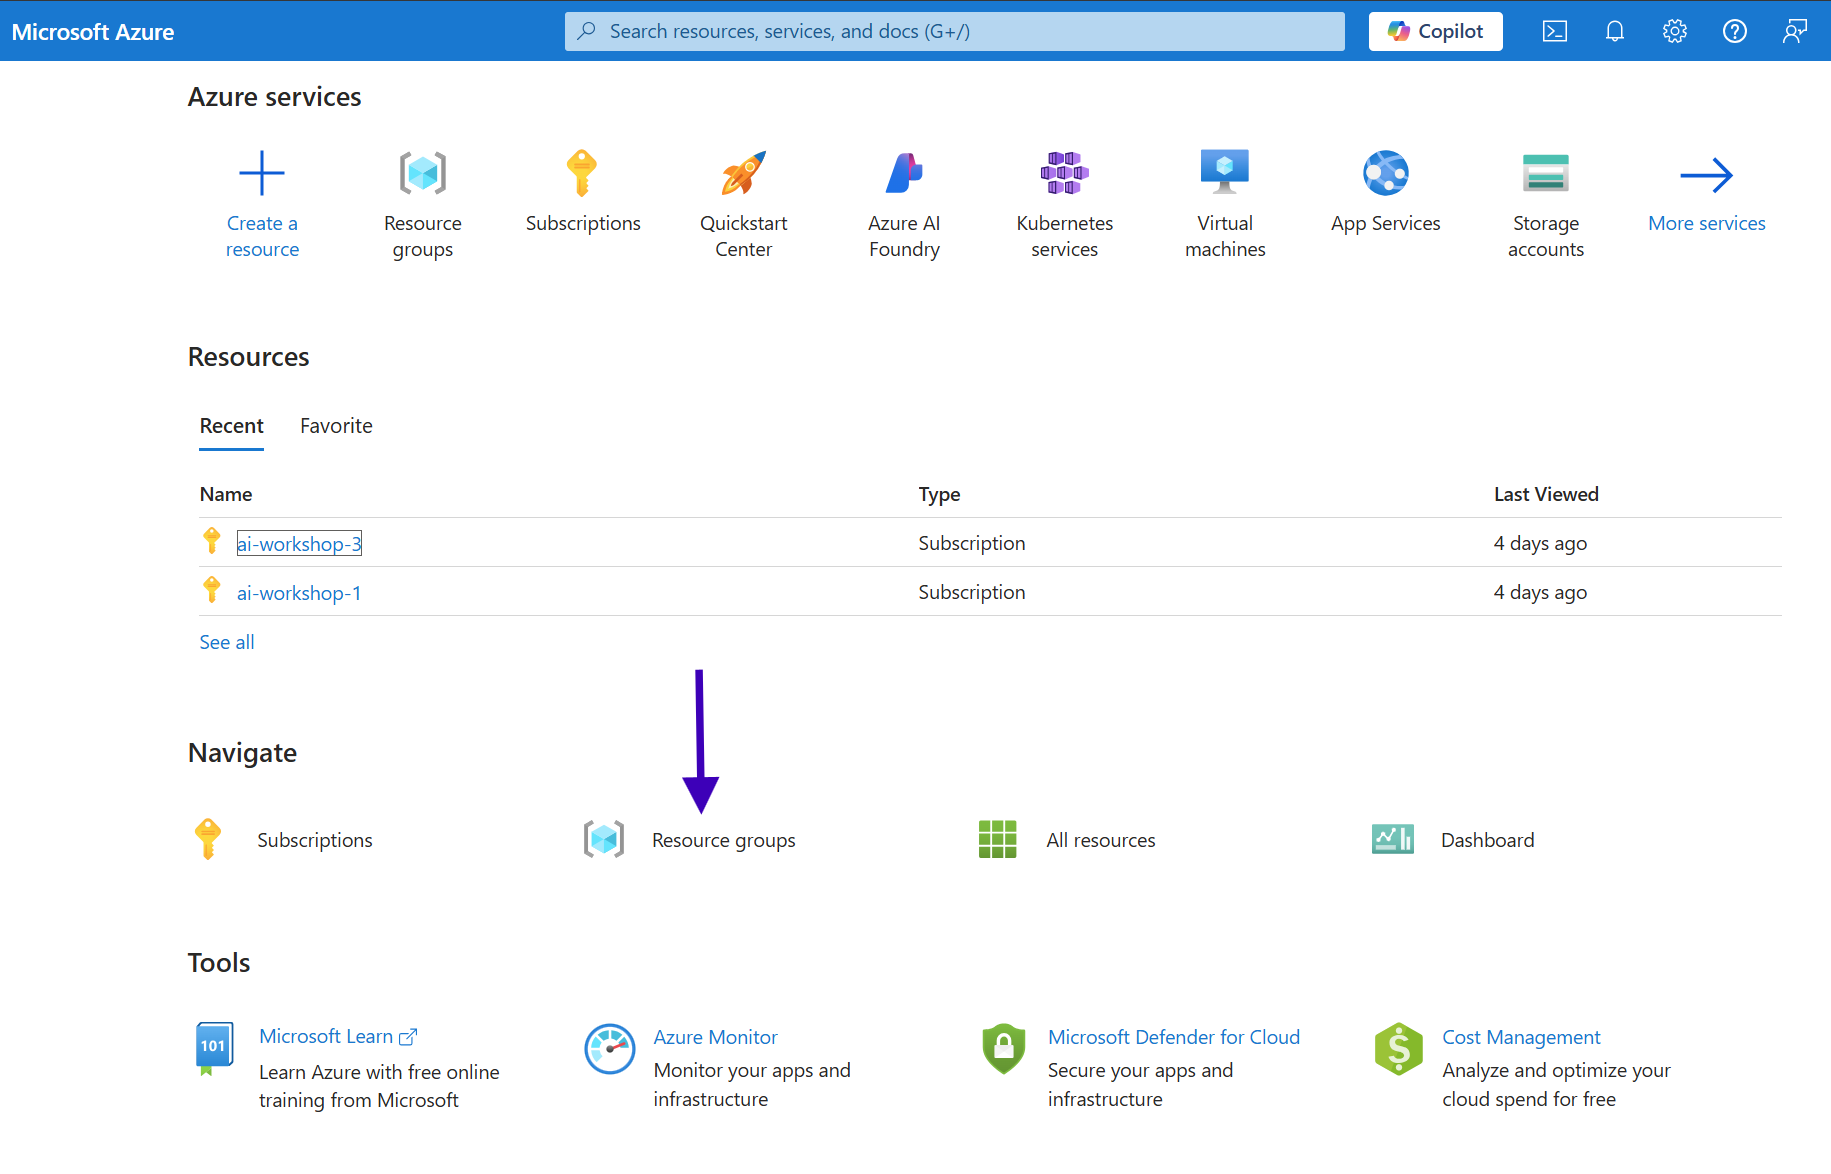 Microsoft Azure
Search resources, services, and docs (G+/)
Copilot
Azure services
Create a
resource
Resource
groups
Subscriptions
Quickstart
Center
Azure AI
Foundry
Kubernetes
services
Virtual
machines
App Services
Storage
accounts
More services
Resources
Recent
Favorite
Name
Type
Last Viewed
ai-workshop-3
Subscription
4 days ago
ai-workshop-1
Subscription
4 days ago
See all
Navigate
Subscriptions
Resource groups
All resources
Dashboard
Tools
101
Microsoft Learn
Learn Azure with free online
training from Microsoft
Azure Monitor
Monitor your apps and
infrastructure
Microsoft Defender for Cloud
Secure your apps and
infrastructure
Cost Management
Analyze and optimize your
cloud spend for free